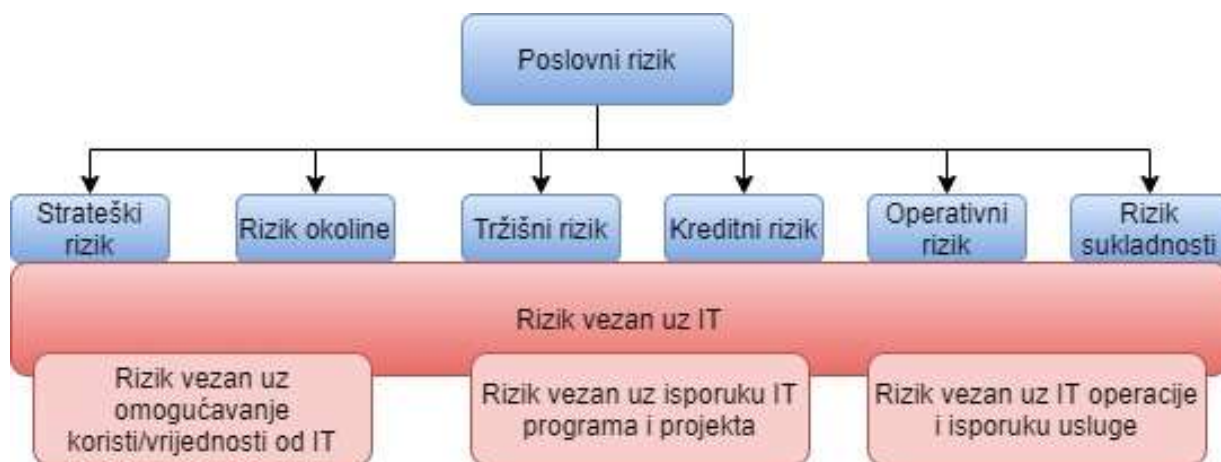 Poslovni rizik
Strateški
rizik
Rizik okoline
Tržišni rizik
Kreditni rizik
Operativni
rizik
Rizik
sukladnosti
Rizik vezan uz IT
Rizik vezan uz
omogućavanje
koristi/vrijednosti od IT
Rizik vezan uz isporuku IT
programa i projekta
Rizik vezan uz IT operacije
i isporuku usluge